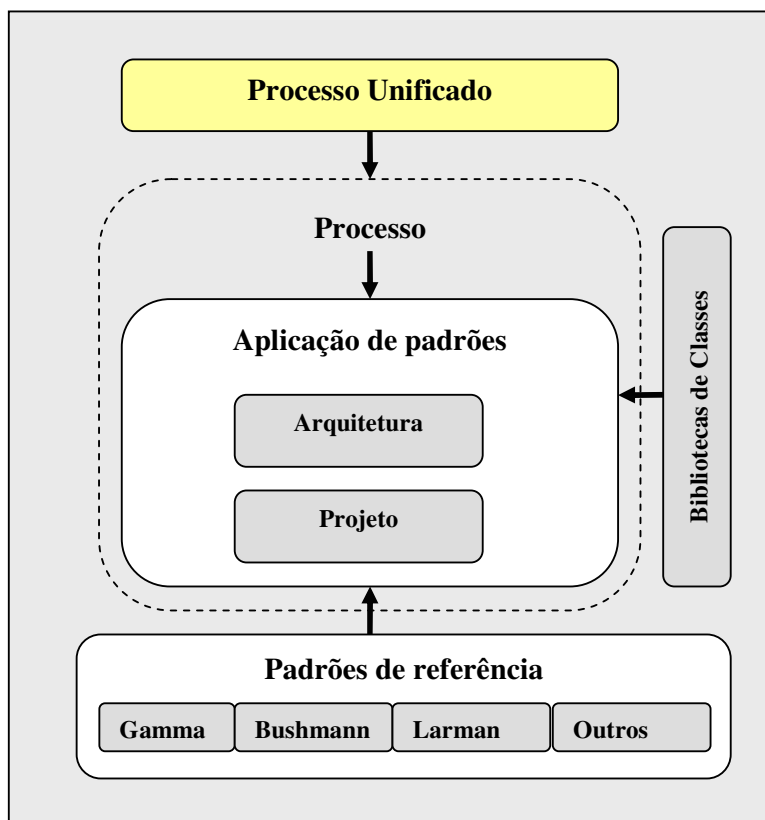 Processo Unificado
Processo
Aplicação de padrões
Arquitetura
Projeto
Bibliotecas de Classes
Padrões de referência
Gamma
Bushmann
Larman
Outros